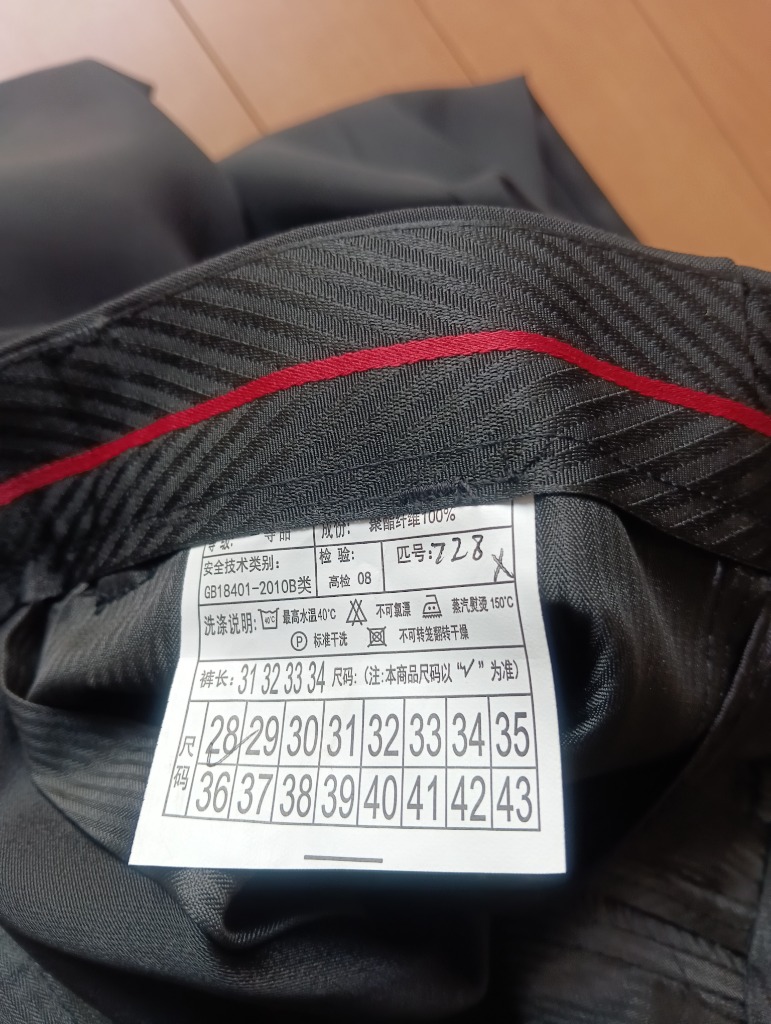 等级: 一等品 成份: 聚酯纤维100%
安全技术类别: 检 验: 匹号:228
GB18401-2010B类 高检 08
洗涤说明: 40℃ 最高水温40℃ 不可氯漂 蒸汽熨烫 150℃
P 标准干洗 不可转笼翻转干燥
裤长: 31 32 33 34 尺码: (注:本商品尺码以 “√” 为准)
尺码 28 29 30 31 32 33 34 35
36 37 38 39 40 41 42 43